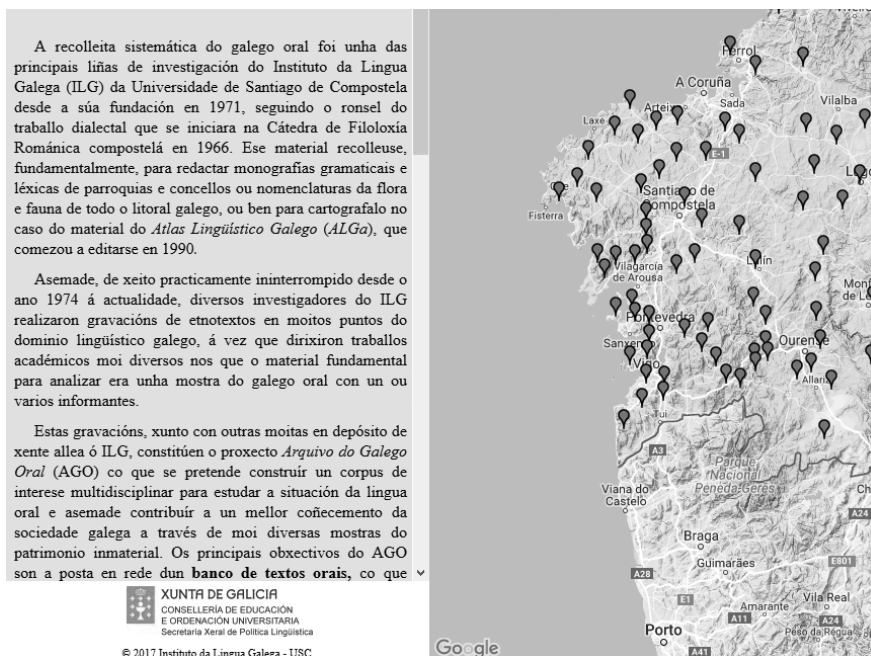 A recolleita sistemática do galego oral foi unha das
principais liñas de investigación do Instituto da Lingua
Galega (ILG) da Universidade de Santiago de Compostela
desde a súa fundación en 1971, seguindo o ronsel do
traballo dialectal que se iniciara na Cátedra de Filoloxía
Románica compostelá en 1966. Ese material recolleuse,
fundamentalmente, para redactar monografías gramaticais e
léxicas de parroquias e concellos ou nomenclaturas da flora
e fauna de todo o litoral galego, ou ben para cartografalo no
caso do material do Atlas Lingüístico Galego (ALGa), que
comezou a editarse en 1990.
Asemade, de xeito practicamente ininterrompido desde o
ano 1974 á actualidade, diversos investigadores do ILG
realizaron gravacións de etnotextos en moitos puntos do
dominio lingüístico galego, á vez que dirixiron traballos
académicos moi diversos nos que o material fundamental
para analizar era unha mostra do galego oral con un ou
varios informantes.
Estas gravacións, xunto con outras moitas en depósito de
xente allea ó ILG, constitúen o proxecto Arquivo do Galego
Oral (AGO) co que se pretende construír un corpus de
interese multidisciplinar para estudar a situación da lingua
oral e asemade contribuír a un mellor coñecemento da
sociedade galega a través de moi diversas mostras do
patrimonio inmaterial. Os principais obxectivos do AGO
son a posta en rede dun banco de textos orais, co que
XUNTA DE GALICIA
CONSELLERÍA DE EDUCACIÓN
E ORDENACIÓN UNIVERSITARIA
Secretaría Xeral de Política Lingüística
© 2017 Instituto da Lingua Galega - USC
Ferrol
A Coruña
Sada
Arteixo
Laxe
Vilalba
E-1
Lugo
Fisterra
Santiago de
Compostela
Lalín
Vilagarcía
de Arousa
Pontevedra
Sanxenxo
Ourense
Vigo
Allariz
Tui
A3
Parque
Nacional
Peneda-Gerês
Viana do
Castelo
Braga
A24
Guimarães
E801
A28
E1
Vila Real
Amarante
A11
A24
Porto
Peso da Régua
A41
Google